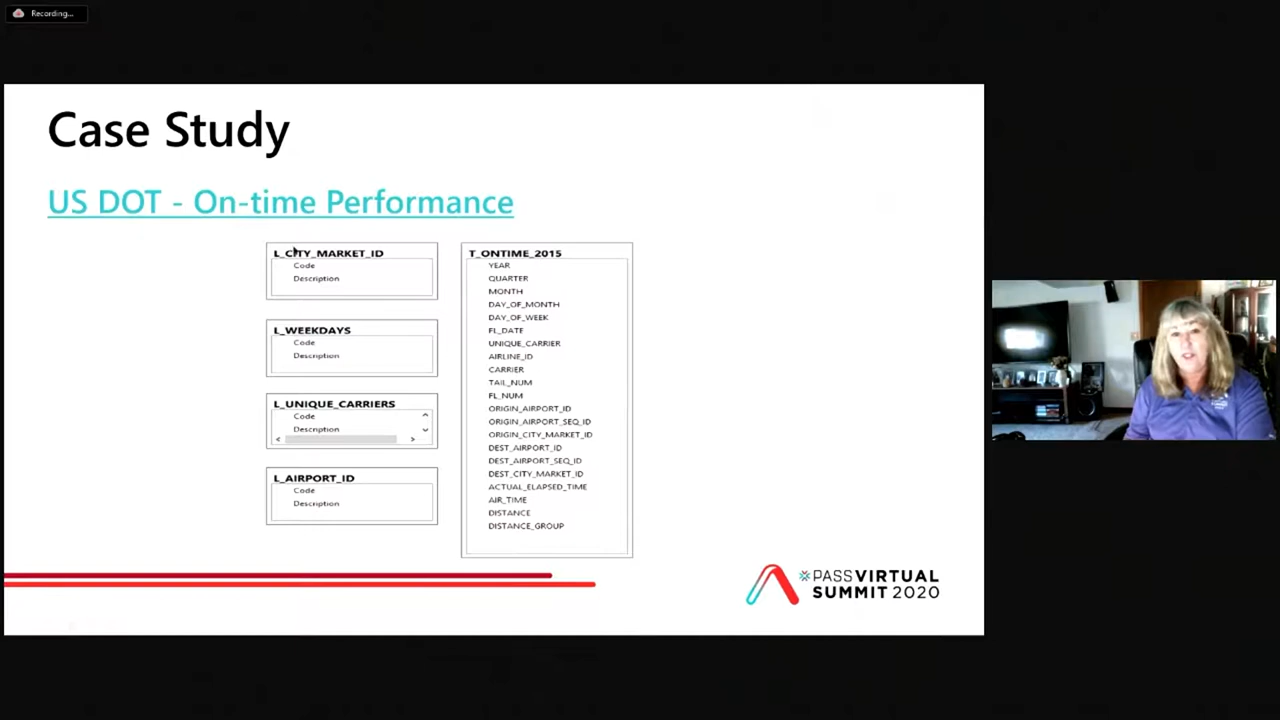 Recording...
Case Study
US DOT - On-time Performance
L_CITY_MARKET_ID
Code
Description
L_WEEKDAYS
Code
Description
L_UNIQUE_CARRIERS
Code
Description
L_AIRPORT_ID
Code
Description
T_ONTIME_2015
YEAR
QUARTER
MONTH
DAY_OF_MONTH
DAY_OF_WEEK
FL_DATE
UNIQUE_CARRIER
AIRLINE_ID
CARRIER
TAIL_NUM
FL_NUM
ORIGIN_AIRPORT_ID
ORIGIN_AIRPORT_SEQ_ID
ORIGIN_CITY_MARKET_ID
DEST_AIRPORT_ID
DEST_AIRPORT_SEQ_ID
DEST_CITY_MARKET_ID
ACTUAL_ELAPSED_TIME
AIR_TIME
DISTANCE
DISTANCE_GROUP
PASS VIRTUAL
SUMMIT 2020